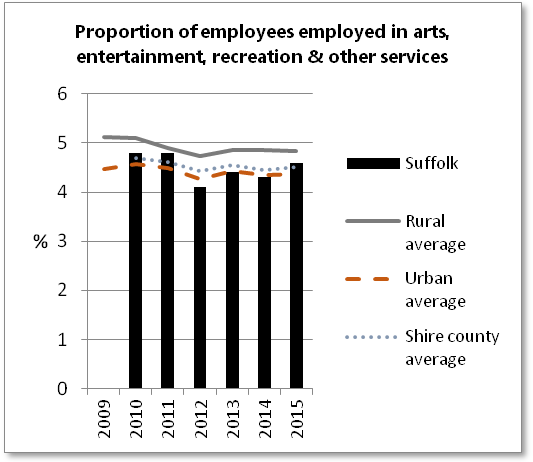 Proportion of employees employed in arts,
entertainment, recreation & other services
6
5
4
3
2
1
0
%
2009
2010
2011
2012
2013
2014
2015
Suffolk
Rural
average
Urban
average
Shire county
average